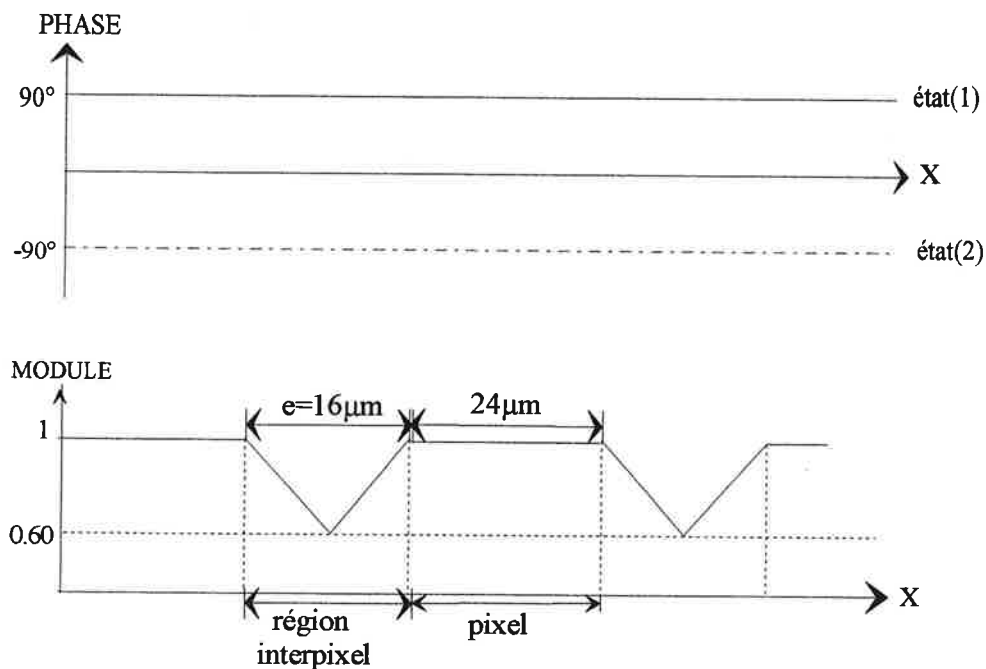 PHASE
90°
état(1)
X
-90°
état(2)
MODULE
e=16µm
24µm
1
0.60
X
région
interpixel
pixel